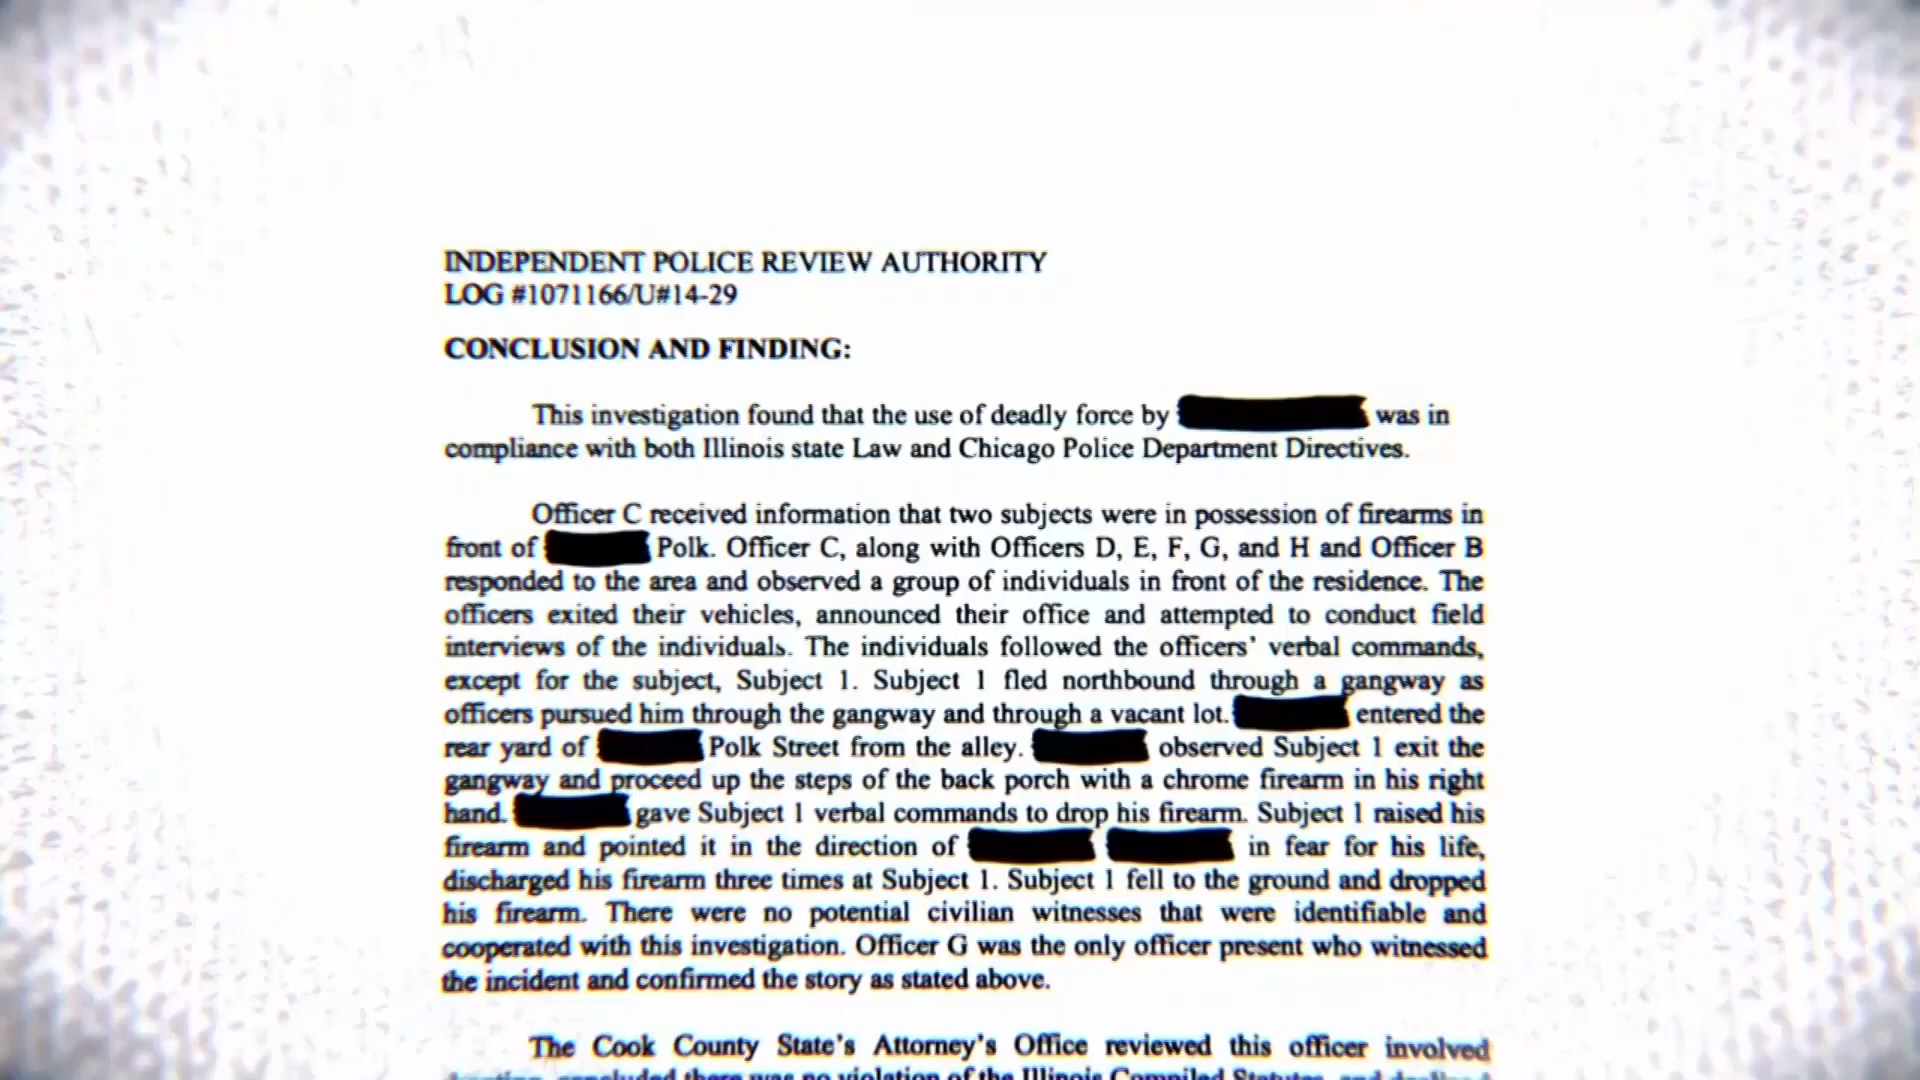 INDEPENDENT POLICE REVIEW AUTHORITY
LOG #1071166/U#14-29
CONCLUSION AND FINDING:
This investigation found that the use of deadly force by was in
compliance with both Illinois state Law and Chicago Police Department Directives.
Officer C received information that two subjects were in possession of firearms in
front of Polk. Officer C, along with Officers D, E, F, G, and H and Officer B
responded to the area and observed a group of individuals in front of the residence. The
officers exited their vehicles, announced their office and attempted to conduct field
interviews of the individuals. The individuals followed the officers' verbal commands,
except for the subject, Subject 1. Subject 1 fled northbound through a gangway as
officers pursued him through the gangway and through a vacant lot. entered the
rear yard of Polk Street from the alley. observed Subject 1 exit the
gangway and proceed up the steps of the back porch with a chrome firearm in his right
hand. gave Subject 1 verbal commands to drop his firearm. Subject 1 raised his
firearm and pointed it in the direction of in fear for his life,
discharged his firearm three times at Subject 1. Subject 1 fell to the ground and dropped
his firearm. There were no potential civilian witnesses that were identifiable and
cooperated with this investigation. Officer G was the only officer present who witnessed
the incident and confirmed the story as stated above.
The Cook County State's Attorney's Office reviewed this officer involved
concluded there was no violation of the Illinois Compiled Statutes, and